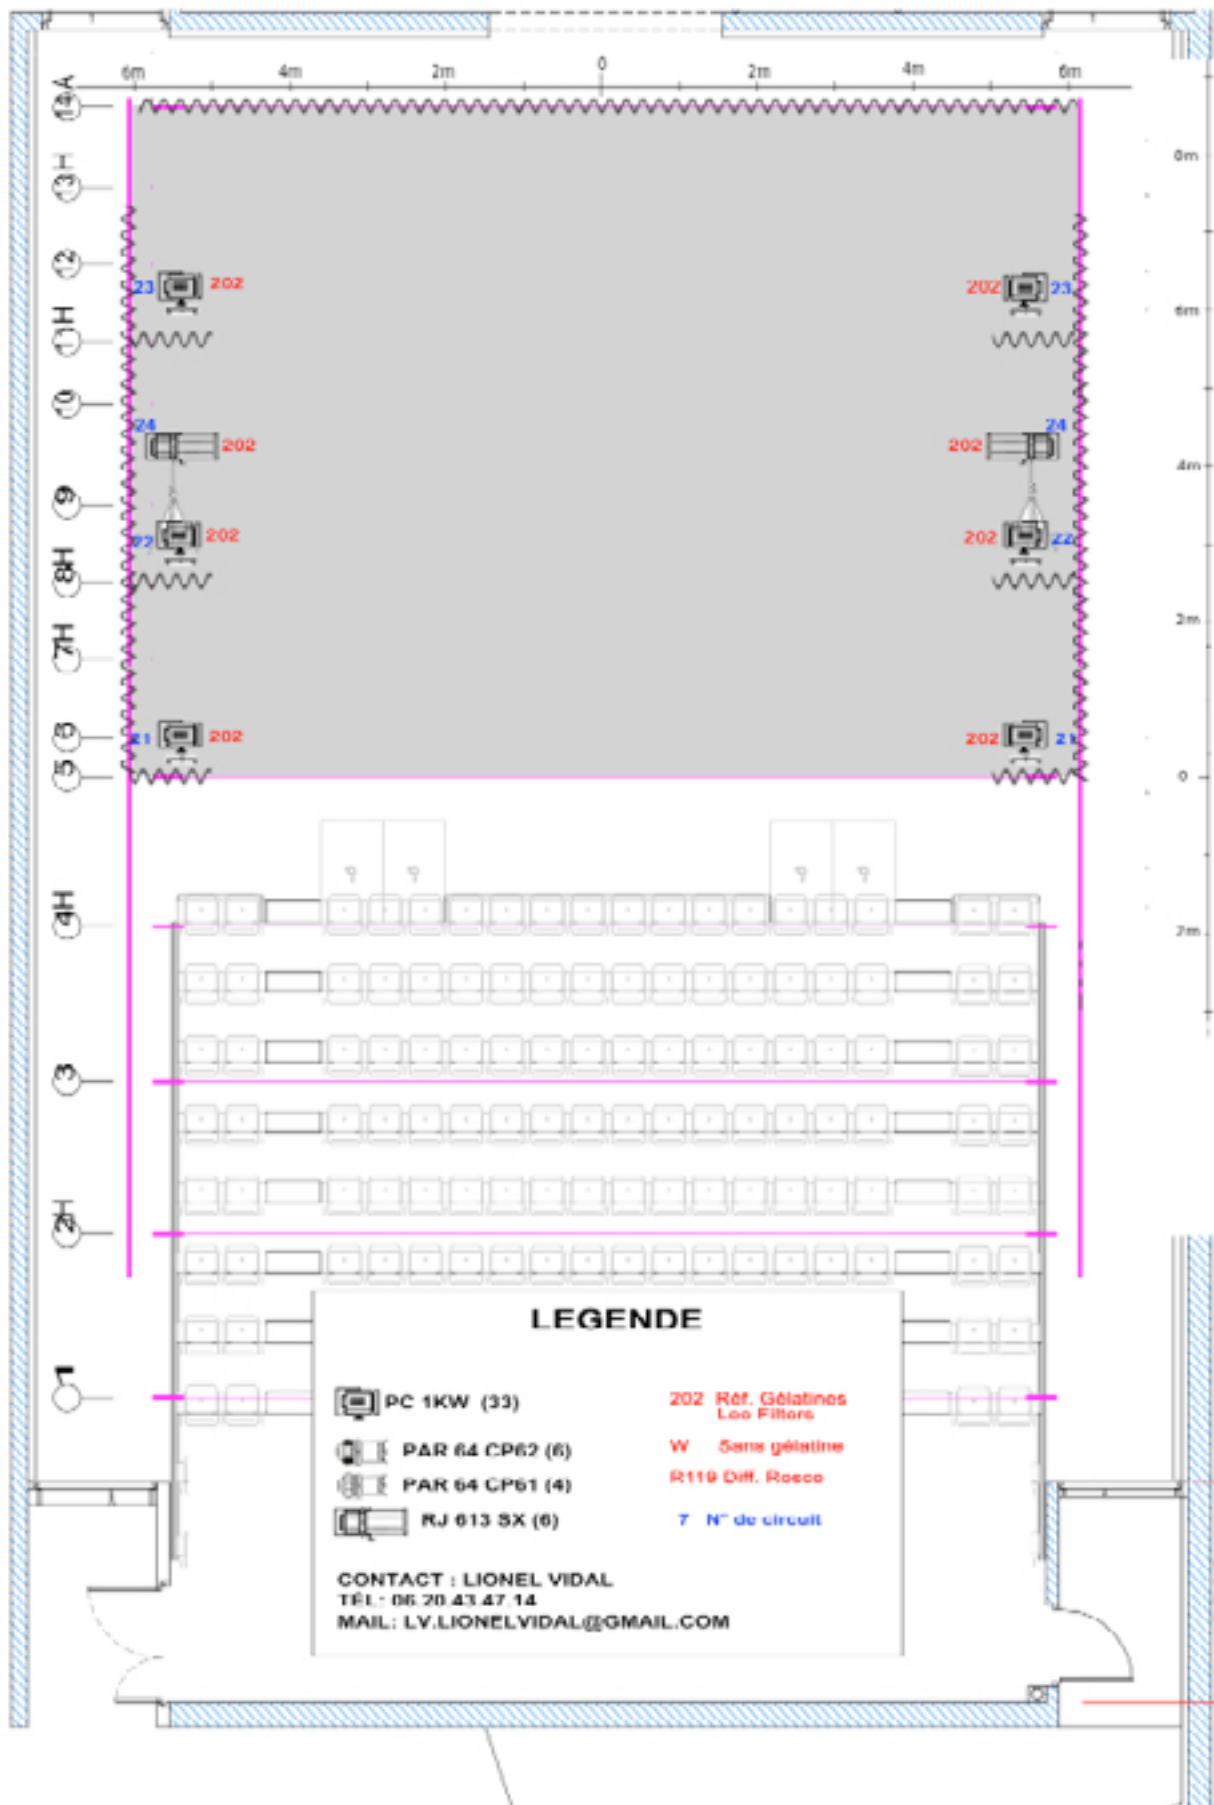 6m 4m 2m 0 2m 4m 6m
14A
13H
8m
12
23 202 202 23
6m
11H
10
24 24
202 202
4m
9
22 202 202 22
8H
2m
7H
6
21 202 202 21
5
0
4H
2m
3
2H
LEGENDE
1
PC 1KW (33)
202 Réf. Gélatines
Lee Filters
PAR 64 CP62 (6)
W Sans gélatine
PAR 64 CP61 (4)
R119 Diff. Rosco
RJ 613 SX (6)
7 N° de circuit
CONTACT : LIONEL VIDAL
TÉL: 06.20.43.47.14
MAIL: LV.LIONELVIDAL@GMAIL.COM